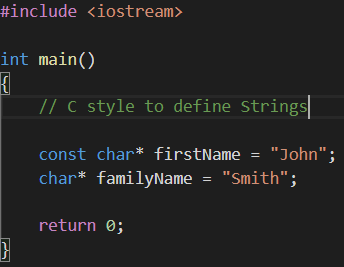 #include <iostream>
int main()
{
// C style to define Strings
const char* firstName = "John";
char* familyName = "Smith";
return 0;
}